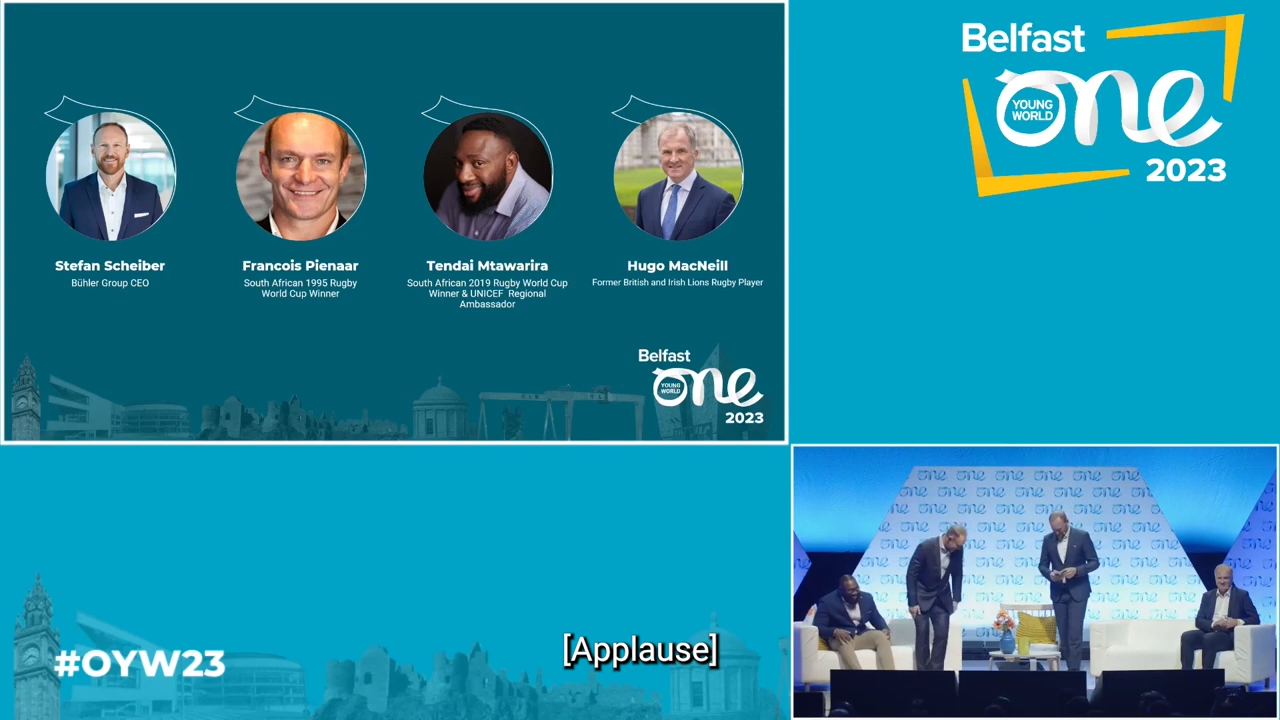 Stefan Scheiber
Bühler Group CEO
Francois Pienaar
South African 1995 Rugby
World Cup Winner
Tendai Mtawarira
South African 2019 Rugby World Cup
Winner & UNICEF Regional
Ambassador
Hugo MacNeill
Former British and Irish Lions Rugby Player
Belfast
YOUNG
WORLD
one
2023
Belfast
YOUNG
WORLD
one
2023
#OYW23
[Applause]